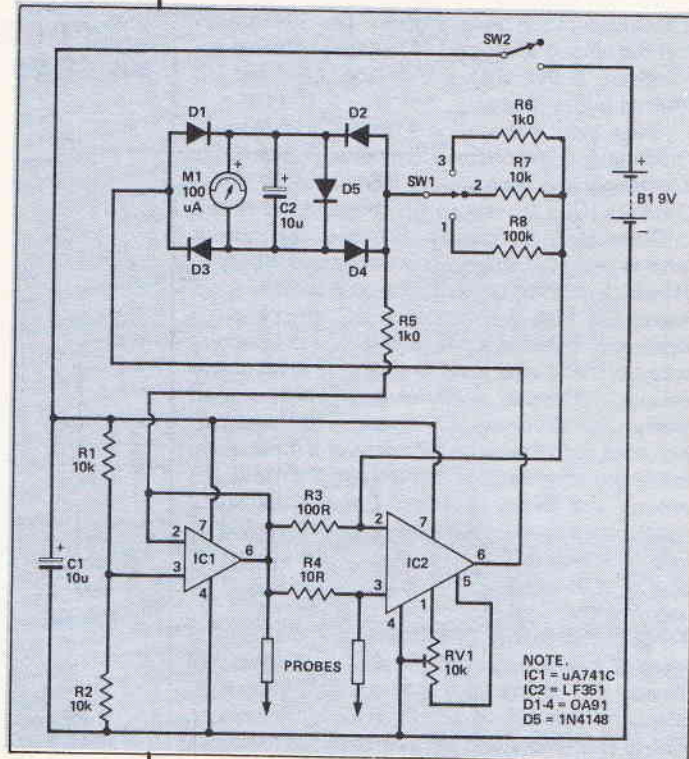 SW2
D1
D2
R6
1k0
M1
100
uA
+
+
C2
10u
D5
SW1
3
2
1
R7
10k
R8
100k
+
B1 9V
−
D3
D4
R5
1k0
R1
10k
R3
100R
2
7
IC1
6
3
4
2
7
IC2
6
3
5
4
1
+
C1
10u
R4
10R
R2
10k
PROBES
RV1
10k
NOTE.
IC1 = uA741C
IC2 = LF351
D1-4 = OA91
D5 = 1N4148